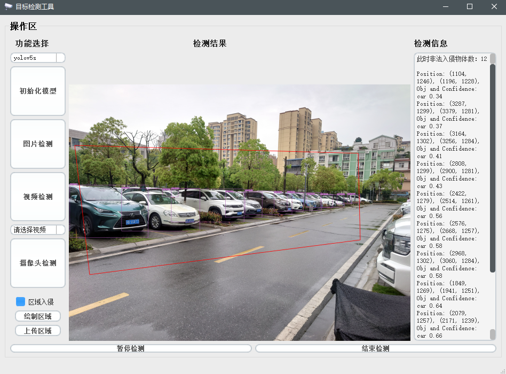 目标检测工具
操作区
功能选择
检测结果
检测信息
yolov5s
初始化模型
图片检测
视频检测
请选择视频
摄像头检测
区域入侵
绘制区域
上传区域
此时非法入侵物体数: 12
Position: (1104,
1246), (1196, 1228),
Obj and Confidence:
car 0.34
Position: (3287,
1299), (3379, 1281),
Obj and Confidence:
car 0.37
Position: (3164,
1302), (3256, 1284),
Obj and Confidence:
car 0.41
Position: (2808,
1299), (2900, 1281),
Obj and Confidence:
car 0.43
Position: (2422,
1279), (2514, 1261),
Obj and Confidence:
car 0.56
Position: (2576,
1275), (2668, 1257),
Obj and Confidence:
car 0.58
Position: (2968,
1302), (3060, 1284),
Obj and Confidence:
car 0.58
Position: (1849,
1269), (1941, 1251),
Obj and Confidence:
car 0.64
Position: (2079,
1257), (2171, 1239),
Obj and Confidence:
car 0.66
暂停检测
结束检测